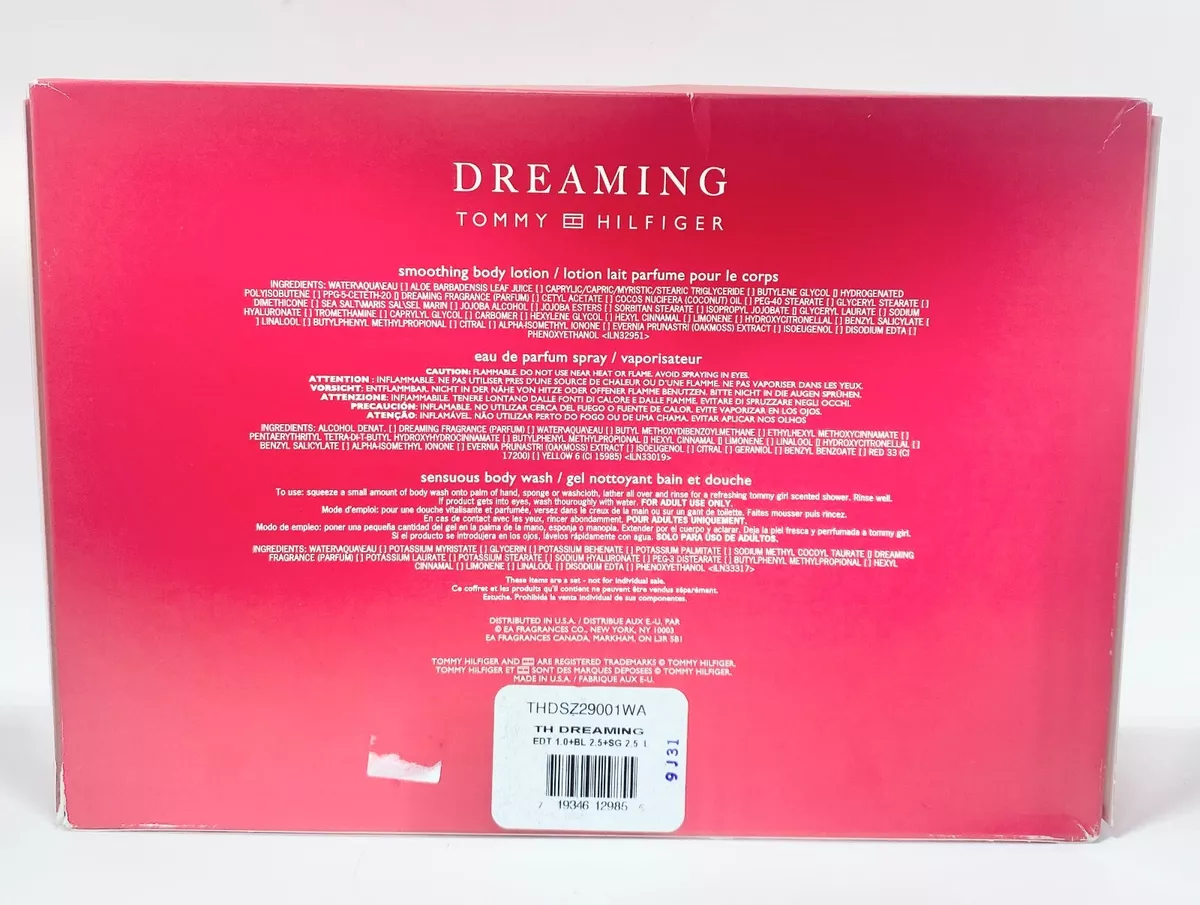 DREAMING
TOMMY HILFIGER
smoothing body lotion / lotion lait parfume pour le corps
INGREDIENTS: WATER\AQUA\EAU [ ] ALOE BARBADENSIS LEAF JUICE [ ] CAPRYLIC/CAPRIC/MYRISTIC/STEARIC TRIGLYCERIDE [ ] BUTYLENE GLYCOL [] HYDROGENATED
POLYISOBUTENE [ ] PPG-5-CETETH-20 [] DREAMING FRAGRANCE (PARFUM) [ ] CETYL ACETATE [ ] COCOS NUCIFERA (COCONUT) OIL [ ] PEG-40 STEARATE [ ] GLYCERYL STEARATE [ ]
DIMETHICONE [ ] SEA SALT\MARIS SAL\SEL MARIN [ ] JOJOBA ALCOHOL [ ] JOJOBA ESTERS [ ] SORBITAN STEARATE [ ] ISOPROPYL JOJOBATE [] GLYCERYL LAURATE [ ] SODIUM
HYALURONATE [ ] TROMETHAMINE [ ] CAPRYLYL GLYCOL [ ] CARBOMER [ ] HEXYLENE GLYCOL [ ] HEXYL CINNAMAL [ ] LIMONENE [ ] HYDROXYCITRONELLAL [ ] BENZYL SALICYLATE [
] LINALOOL [ ] BUTYLPHENYL METHYLPROPIONAL [ ] CITRAL [ ] ALPHA-ISOMETHYL IONONE [ ] EVERNIA PRUNASTRI (OAKMOSS) EXTRACT [ ] ISOEUGENOL [ ] DISODIUM EDTA [ ]
PHENOXYETHANOL <ILN32951>
eau de parfum spray / vaporisateur
CAUTION: FLAMMABLE. DO NOT USE NEAR HEAT OR FLAME. AVOID SPRAYING IN EYES.
ATTENTION : INFLAMMABLE. NE PAS UTILISER PRES D'UNE SOURCE DE CHALEUR OU D'UNE FLAMME. NE PAS VAPORISER DANS LES YEUX.
VORSICHT: ENTFLAMMBAR. NICHT IN DER NÄHE VON HITZE ODER OFFENER FLAMME BENUTZEN. BITTE NICHT IN DIE AUGEN SPRÜHEN.
ATTENZIONE: INFIAMMABILE. TENERE LONTANO DALLE FONTI DI CALORE E DALLE FIAMME. EVITARE DI SPRUZZARE NEGLI OCCHI.
PRECAUCIÓN: INFLAMABLE. NO UTILIZAR CERCA DEL FUEGO O FUENTE DE CALOR. EVITE VAPORIZAR EN LOS OJOS.
ATENÇÃO: INFLAMÁVEL. NÃO UTILIZAR PERTO DO FOGO OU DE UMA CHAMA. EVITAR APLICAR NOS OLHOS
INGREDIENTS: ALCOHOL DENAT. [ ] DREAMING FRAGRANCE (PARFUM) [ ] WATER\AQUA\EAU [ ] BUTYL METHOXYDIBENZOYLMETHANE [ ] ETHYLHEXYL METHOXYCINNAMATE [ ]
PENTAERYTHRITYL TETRA-DI-T-BUTYL HYDROXYHYDROCINNAMATE [ ] BUTYLPHENYL METHYLPROPIONAL [] HEXYL CINNAMAL [] LIMONENE [ ] LINALOOL [] HYDROXYCITRONELLAL [ ]
BENZYL SALICYLATE [ ] ALPHA-ISOMETHYL IONONE [ ] EVERNIA PRUNASTRI (OAKMOSS) EXTRACT [ ] ISOEUGENOL [ ] CITRAL [ ] GERANIOL [ ] BENZYL BENZOATE [ ] RED 33 (CI
17200) [ ] YELLOW 6 (CI 15985) <ILN33019>
sensuous body wash / gel nottoyant bain et douche
To use: squeeze a small amount of body wash onto palm of hand, sponge or washcloth, lather all over and rinse for a refreshing tommy girl scented shower. Rinse well.
If product gets into eyes, wash thouroughly with water. FOR ADULT USE ONLY.
Mode d'emploi: pour une douche vitalisante et parfumée, versez dans le creux de la main ou sur un gant de toilette. Faites mousser puis rincez.
En cas de contact avec les yeux, rincer abondamment. POUR ADULTES UNIQUEMENT.
Modo de empleo: poner una pequeña cantidad del gel en la palma de la mano, esponja o manopla. Extender por el cuerpo y aclarar. Deja la piel fresca y perrfumada a tommy girl.
Si el producto se introdujera en los ojos, lávelos rápidamente con agua. SOLO PARA USO DE ADULTOS.
INGREDIENTS: WATER\AQUA\EAU [ ] POTASSIUM MYRISTATE [ ] GLYCERIN [ ] POTASSIUM BEHENATE [ ] POTASSIUM PALMITATE [ ] SODIUM METHYL COCOYL TAURATE [] DREAMING
FRAGRANCE (PARFUM) [ ] POTASSIUM LAURATE [ ] POTASSIUM STEARATE [ ] SODIUM HYALURONATE [ ] PEG-3 DISTEARATE [ ] BUTYLPHENYL METHYLPROPIONAL [ ] HEXYL
CINNAMAL [ ] LIMONENE [ ] LINALOOL [ ] DISODIUM EDTA [ ] PHENOXYETHANOL <ILN33317>
These items are a set - not for individual sale.
Ce coffret et les produits qu'il contient ne peuvent être vendus séparément.
Estuche. Prohibida la venta individual de sus componentes.
DISTRIBUTED IN U.S.A. / DISTRIBUE AUX E.-U. PAR
© EA FRAGRANCES CO., NEW YORK, NY 10003
EA FRAGRANCES CANADA, MARKHAM, ON L3R 5B1
TOMMY HILFIGER AND ARE REGISTERED TRADEMARKS © TOMMY HILFIGER.
TOMMY HILFIGER ET SONT DES MARQUES DEPOSEES © TOMMY HILFIGER.
MADE IN U.S.A. / FABRIQUE AUX E-U.
THDSZ29001WA
TH DREAMING
EDT 1.0+BL 2.5+SG 2.5 L
7 19346 12985 5
9J31